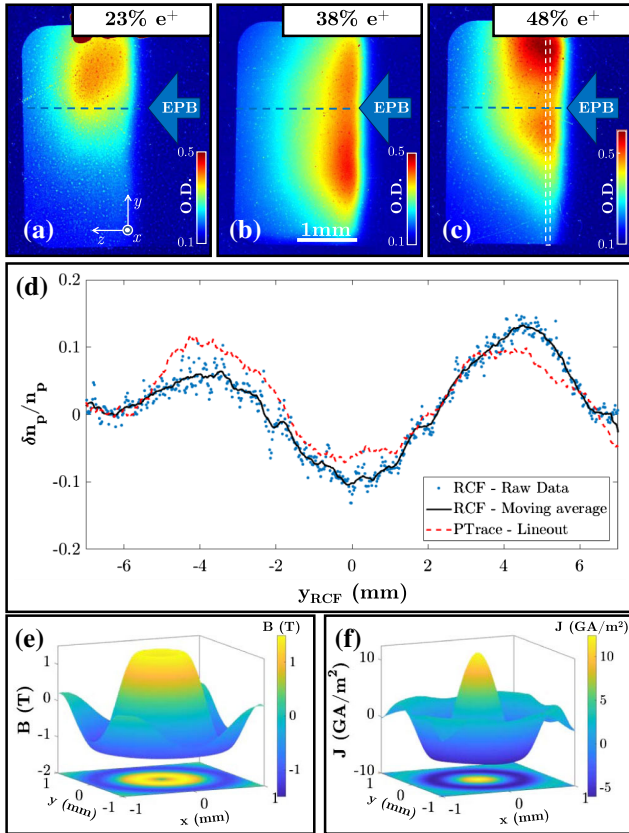 23% e⁺
38% e⁺
48% e⁺
EPB
EPB
EPB
0.5
O.D.
0.1
0.5
O.D.
0.1
0.5
O.D.
0.1
y
z
x
(a)
(b)
1mm
(c)
(d)
0.2
0.1
0
-0.1
-0.2
δnₚ/nₚ
-6
-4
-2
0
2
4
6
RCF - Raw Data
RCF - Moving average
PTrace - Lineout
y_RCF (mm)
(e)
B (T)
1
0
-1
B (T)
1
0
-1
-2
y (mm)
1
0
-1
-1
0
1
x (mm)
(f)
J (GA/m²)
10
5
0
-5
J (GA/m²)
10
0
-10
y (mm)
1
0
-1
-1
0
1
x (mm)